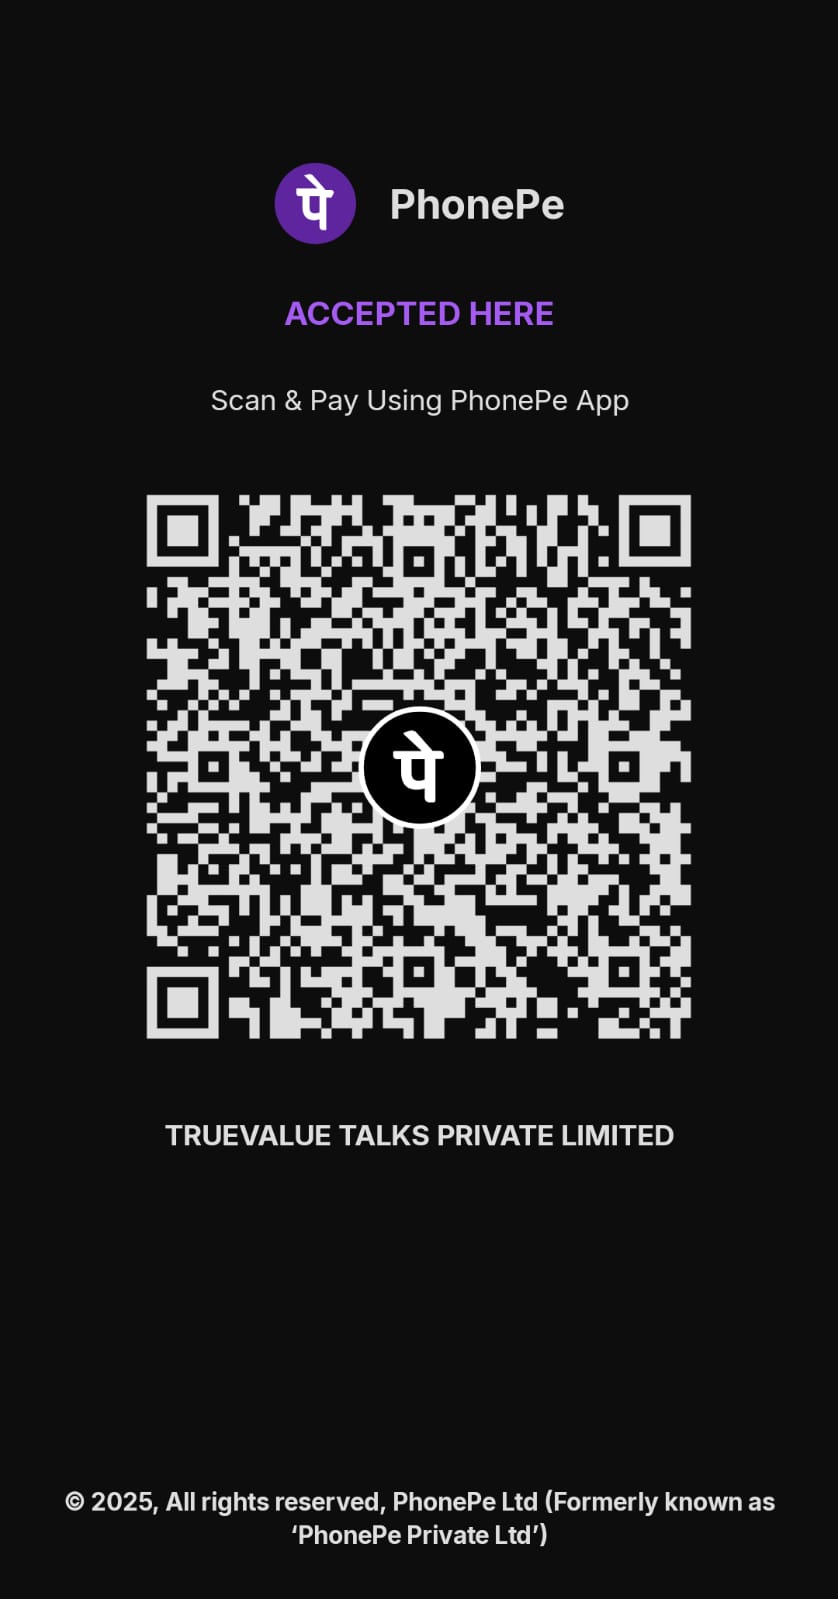 पे PhonePe
ACCEPTED HERE
Scan & Pay Using PhonePe App
पे
TRUEVALUE TALKS PRIVATE LIMITED
© 2025, All rights reserved, PhonePe Ltd (Formerly known as
‘PhonePe Private Ltd’)